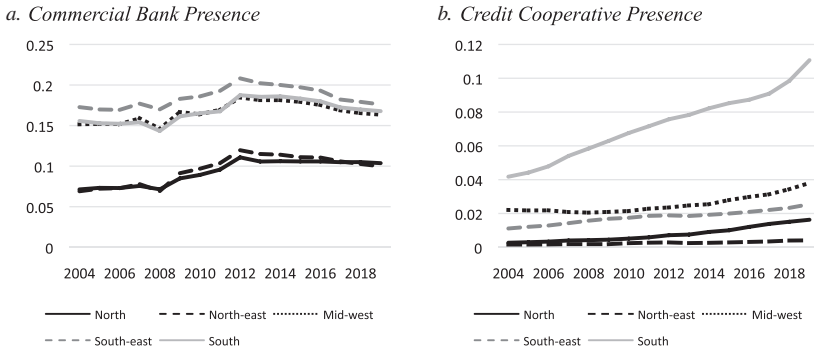 a. Commercial Bank Presence
0.25
0.2
0.15
0.1
0.05
0
2004 2006 2008 2010 2012 2014 2016 2018
North North-east Mid-west
South-east South
b. Credit Cooperative Presence
0.12
0.1
0.08
0.06
0.04
0.02
0
2004 2006 2008 2010 2012 2014 2016 2018
North North-east Mid-west
South-east South